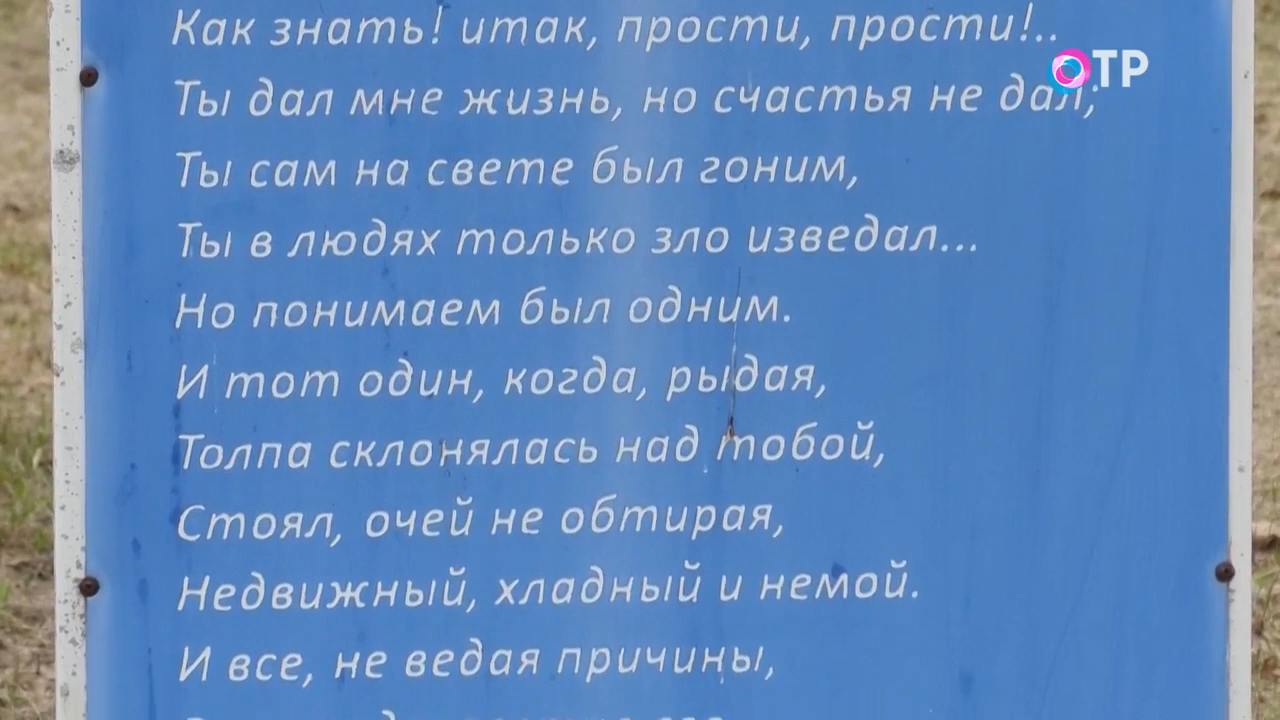 Как знать! итак, прости, прости!..
ОТР
Ты дал мне жизнь, но счастья не дал;
Ты сам на свете был гоним,
Ты в людях только зло изведал...
Но понимаем был одним.
И тот один, когда, рыдая,
Толпа склонялась над тобой,
Стоял, очей не обтирая,
Недвижный, хладный и немой.
И все, не ведая причины,